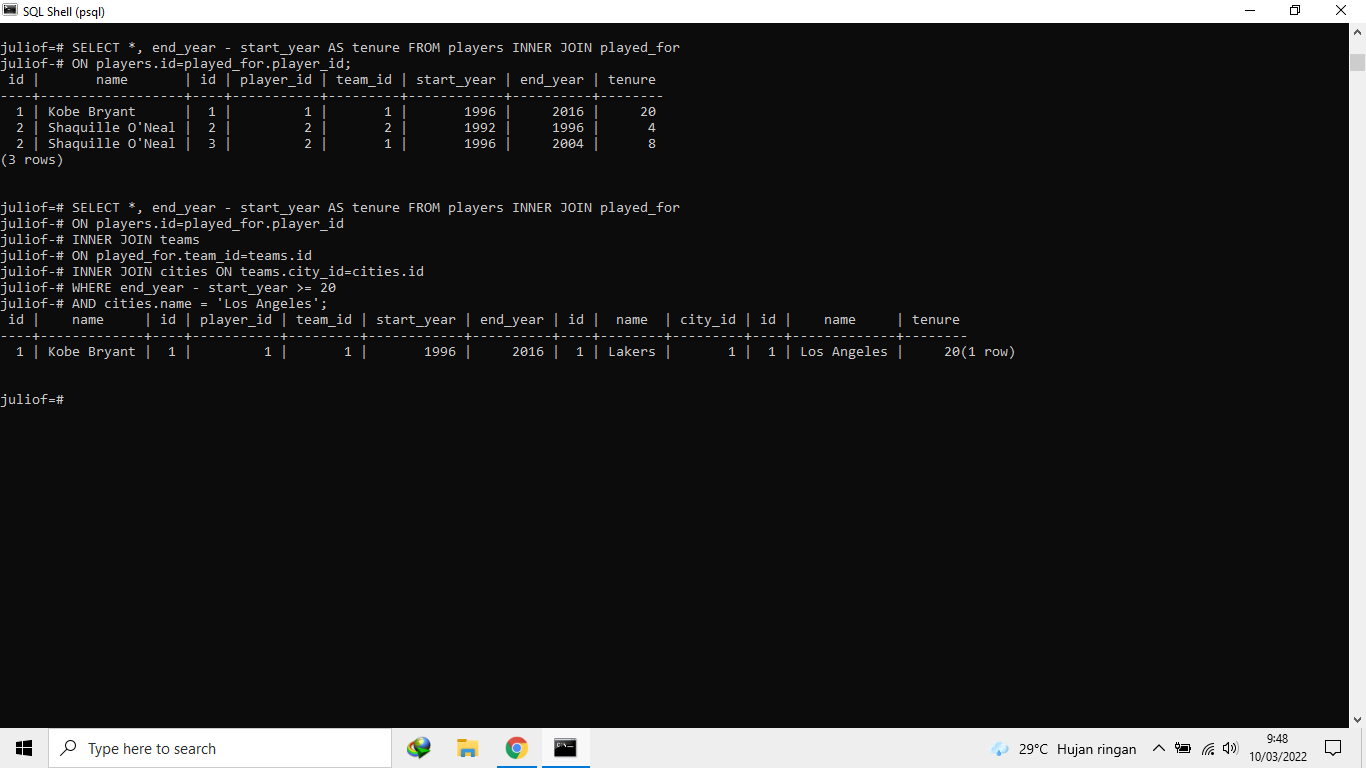 SQL Shell (psql)
juliof=# SELECT *, end_year - start_year AS tenure FROM players INNER JOIN played_for
juliof-# ON players.id=played_for.player_id;
 id |       name       | id | player_id | team_id | start_year | end_year | tenure
----+------------------+----+-----------+---------+------------+----------+--------
  1 | Kobe Bryant      |  1 |         1 |       1 |       1996 |     2016 |     20
  2 | Shaquille O'Neal |  2 |         2 |       2 |       1992 |     1996 |      4
  2 | Shaquille O'Neal |  3 |         2 |       1 |       1996 |     2004 |      8
(3 rows)
juliof=# SELECT *, end_year - start_year AS tenure FROM players INNER JOIN played_for
juliof-# ON players.id=played_for.player_id
juliof-# INNER JOIN teams
juliof-# ON played_for.team_id=teams.id
juliof-# INNER JOIN cities ON teams.city_id=cities.id
juliof-# WHERE end_year - start_year >= 20
juliof-# AND cities.name = 'Los Angeles';
 id |    name     | id | player_id | team_id | start_year | end_year | id |  name  | city_id | id |    name     | tenure
----+-------------+----+-----------+---------+------------+----------+----+--------+---------+----+-------------+--------
  1 | Kobe Bryant |  1 |         1 |       1 |       1996 |     2016 |  1 | Lakers |       1 |  1 | Los Angeles |     20(1 row)
juliof=#
Type here to search
29°C Hujan ringan
9:48
10/03/2022